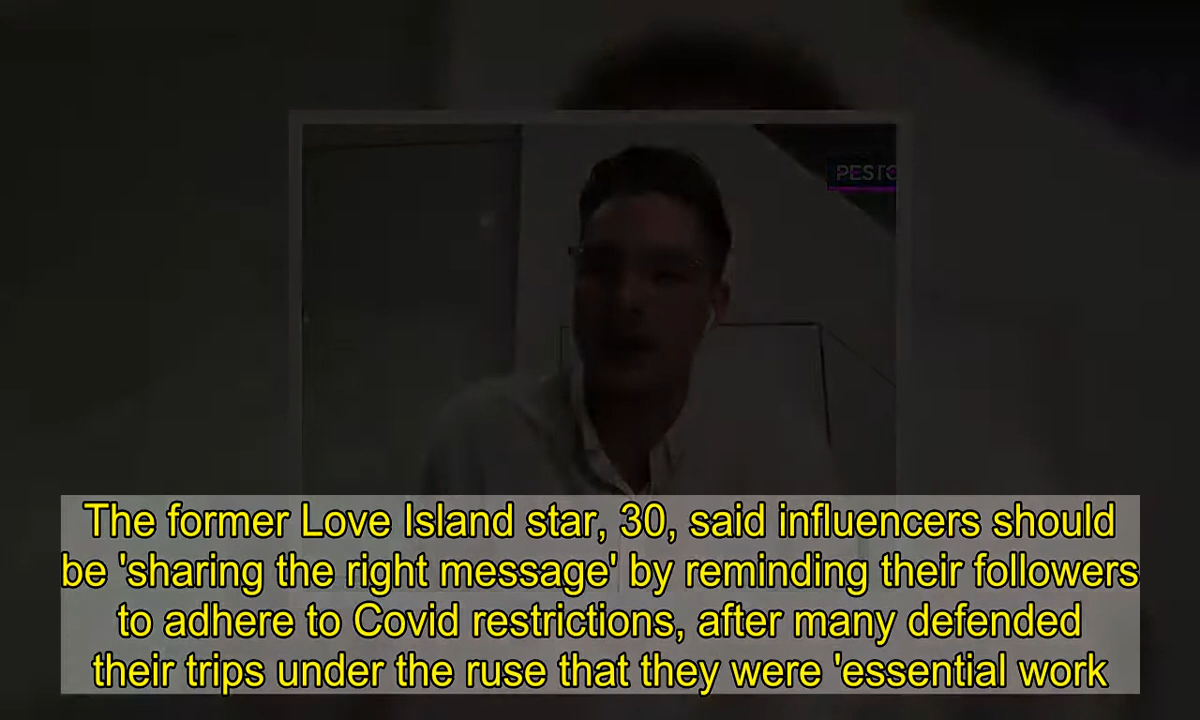 PESTO
The former Love Island star, 30, said influencers should
be 'sharing the right message' by reminding their followers
to adhere to Covid restrictions, after many defended
their trips under the ruse that they were 'essential work